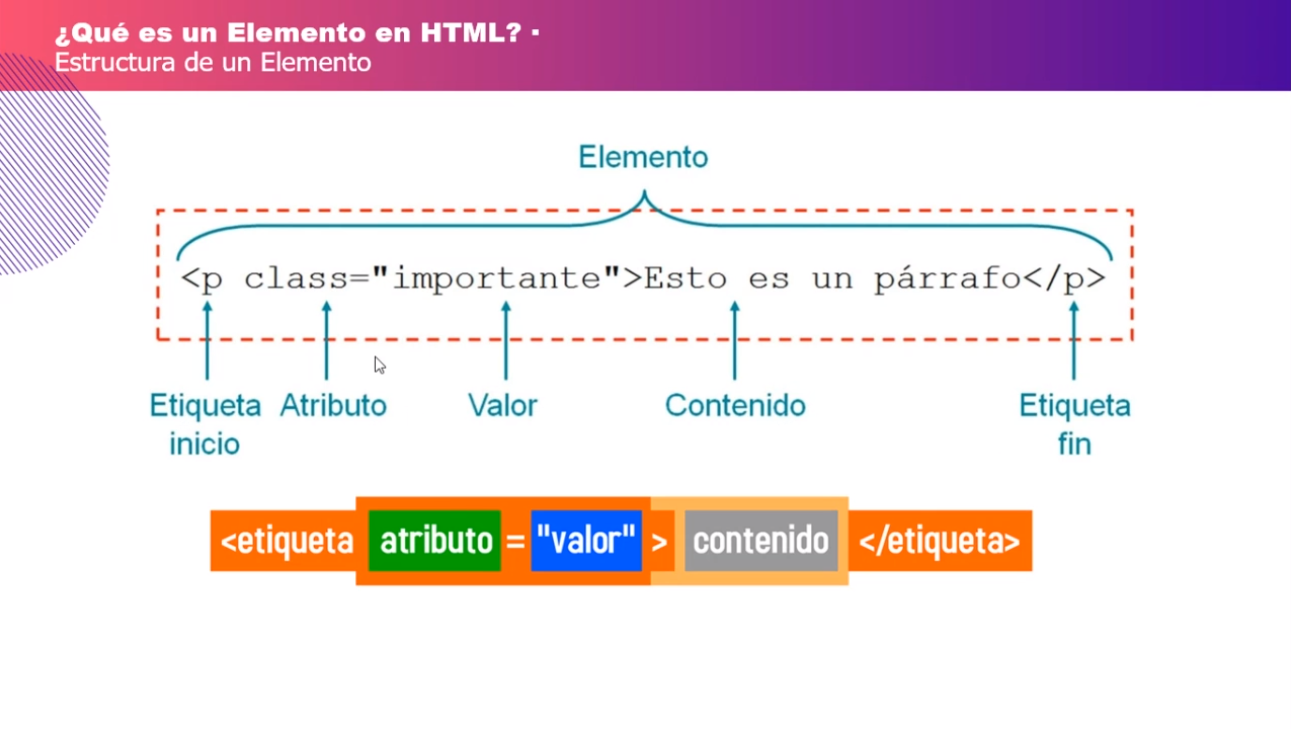 ¿Qué es un Elemento en HTML? ·
Estructura de un Elemento
Elemento
<p class="importante">Esto es un párrafo</p>
Etiqueta inicio
Atributo
Valor
Contenido
Etiqueta fin
<etiqueta atributo = "valor" > contenido </etiqueta>